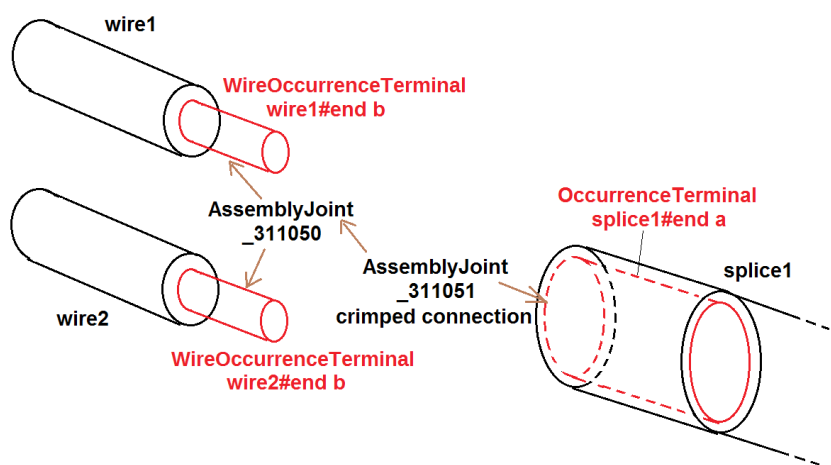 wire1
WireOccurrenceTerminal
wire1#end b
AssemblyJoint
_311050
OccurrenceTerminal
splice1#end a
AssemblyJoint
_311051
crimped connection
splice1
wire2
WireOccurrenceTerminal
wire2#end b